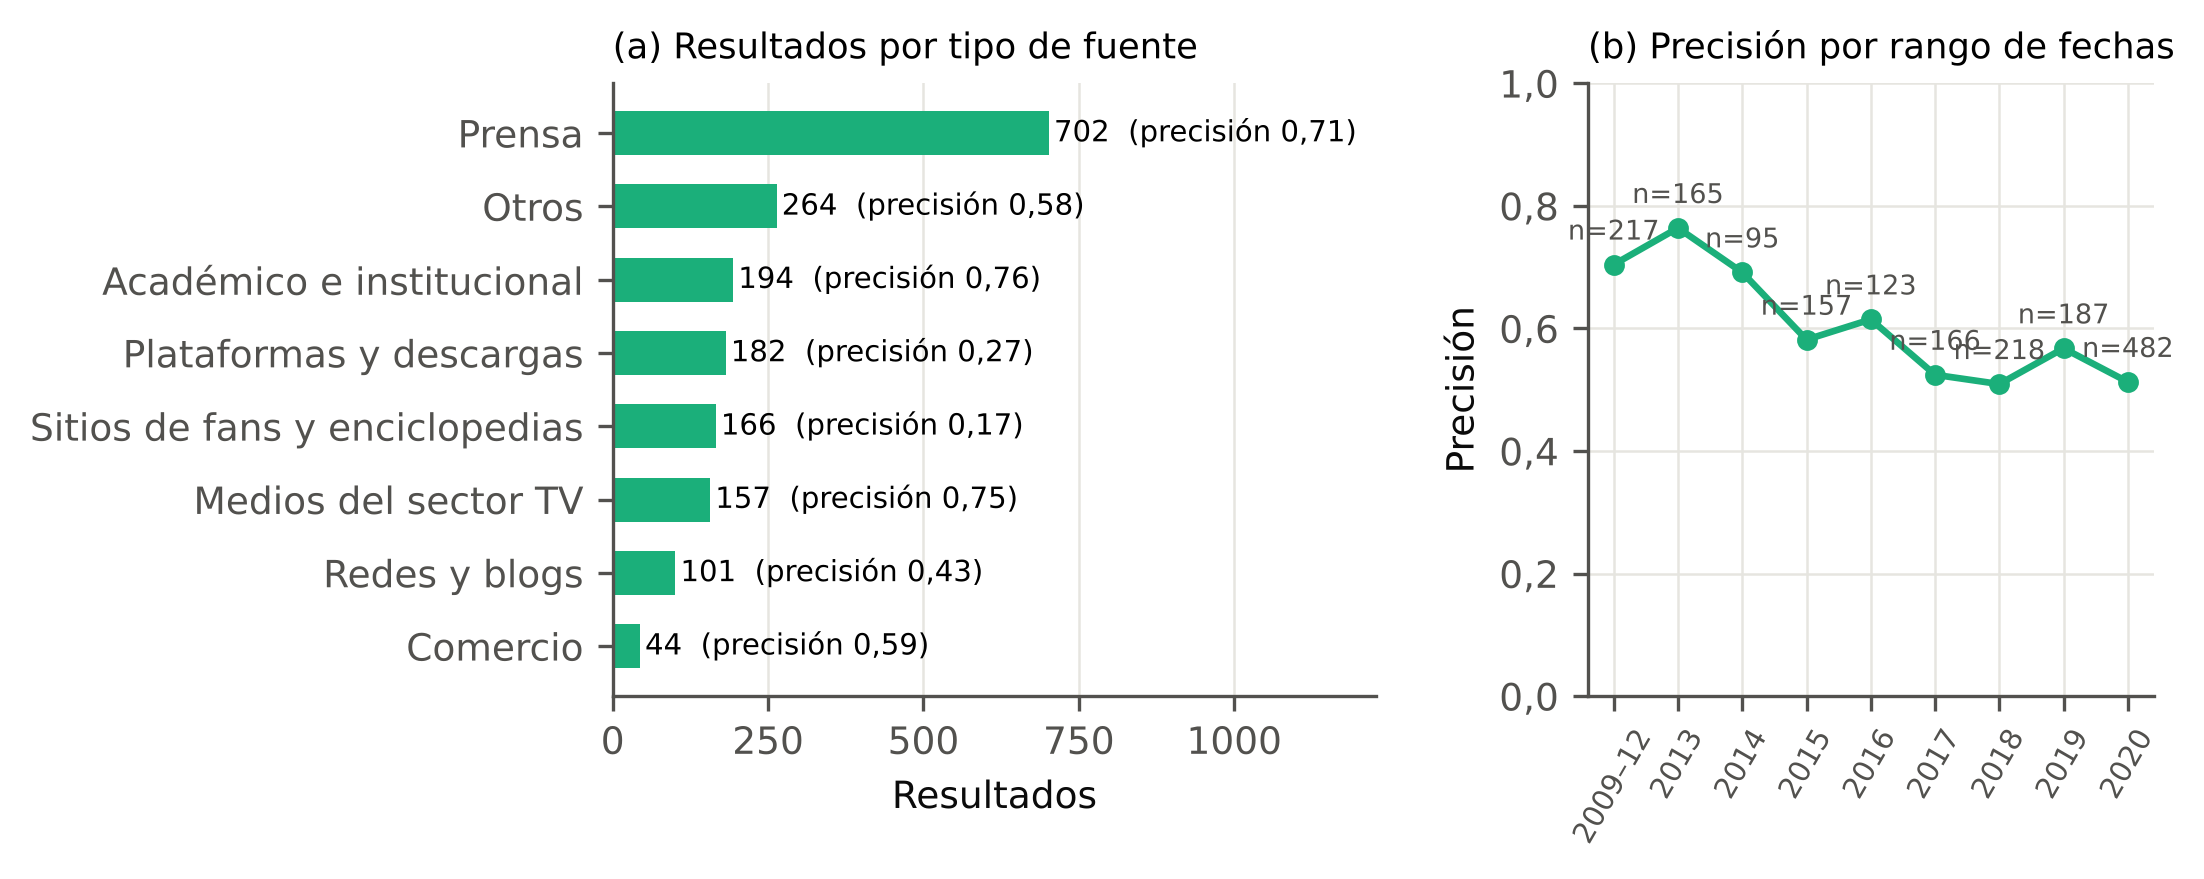 (a) Resultados por tipo de fuente
Prensa
702 (precisión 0,71)
Otros
264 (precisión 0,58)
Académico e institucional
194 (precisión 0,76)
Plataformas y descargas
182 (precisión 0,27)
Sitios de fans y enciclopedias
166 (precisión 0,17)
Medios del sector TV
157 (precisión 0,75)
Redes y blogs
101 (precisión 0,43)
Comercio
44 (precisión 0,59)
0 250 500 750 1000
Resultados
(b) Precisión por rango de fechas
Precisión
1,0
0,8
0,6
0,4
0,2
0,0
n=217
n=165
n=95
n=157
n=123
n=166
n=218
n=187
n=482
2009–12 2013 2014 2015 2016 2017 2018 2019 2020